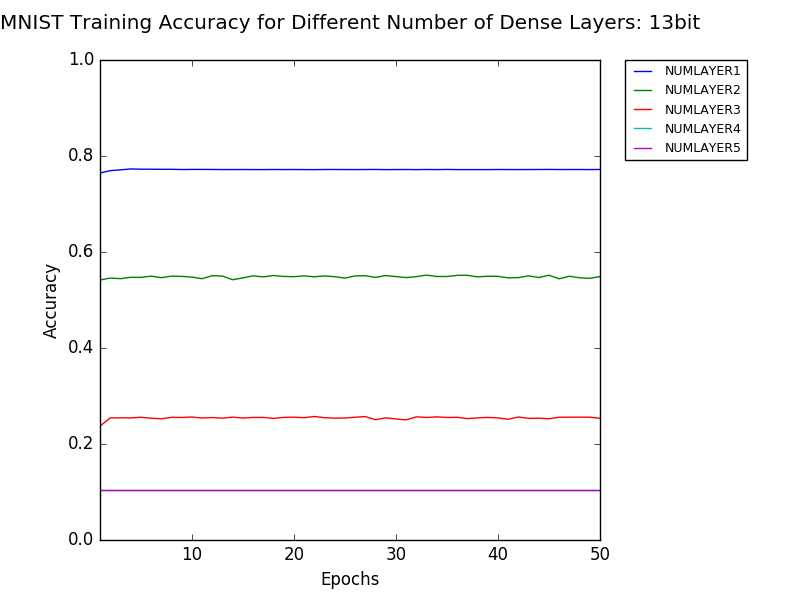 MNIST Training Accuracy for Different Number of Dense Layers: 13bit
1.0
0.8
0.6
0.4
0.2
0.0
Accuracy
10
20
30
40
50
Epochs
NUMLAYER1
NUMLAYER2
NUMLAYER3
NUMLAYER4
NUMLAYER5